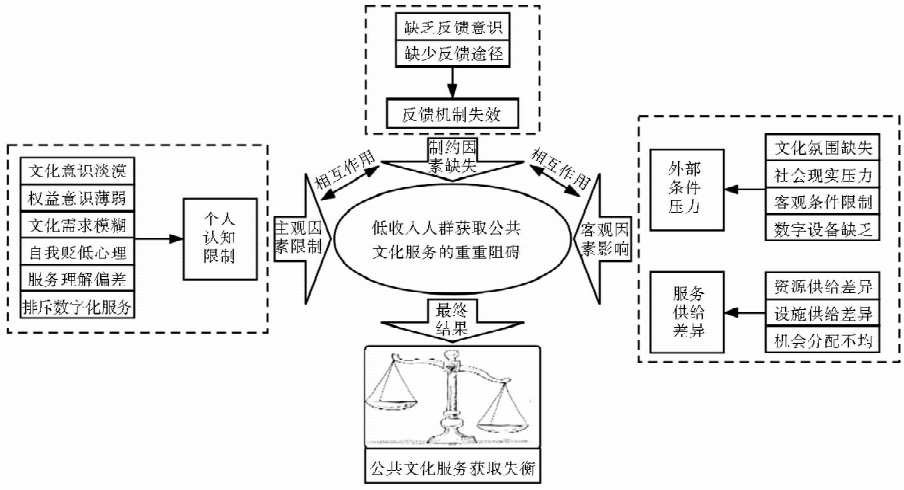 缺乏反馈意识
缺少反馈途径
反馈机制失效
制约因
素缺失
相互作用
相互作用
文化意识淡漠
权益意识薄弱
文化需求模糊
自我贬低心理
服务理解偏差
排斥数字化服务
个人
认知
限制
主观因
素限制
低收入人群获取公共
文化服务的重重阻碍
客观因
素影响
外部
条件
压力
文化氛围缺失
社会现实压力
客观条件限制
数字设备缺乏
服务
供给
差异
资源供给差异
设施供给差异
机会分配不均
最终
结果
公共文化服务获取失衡